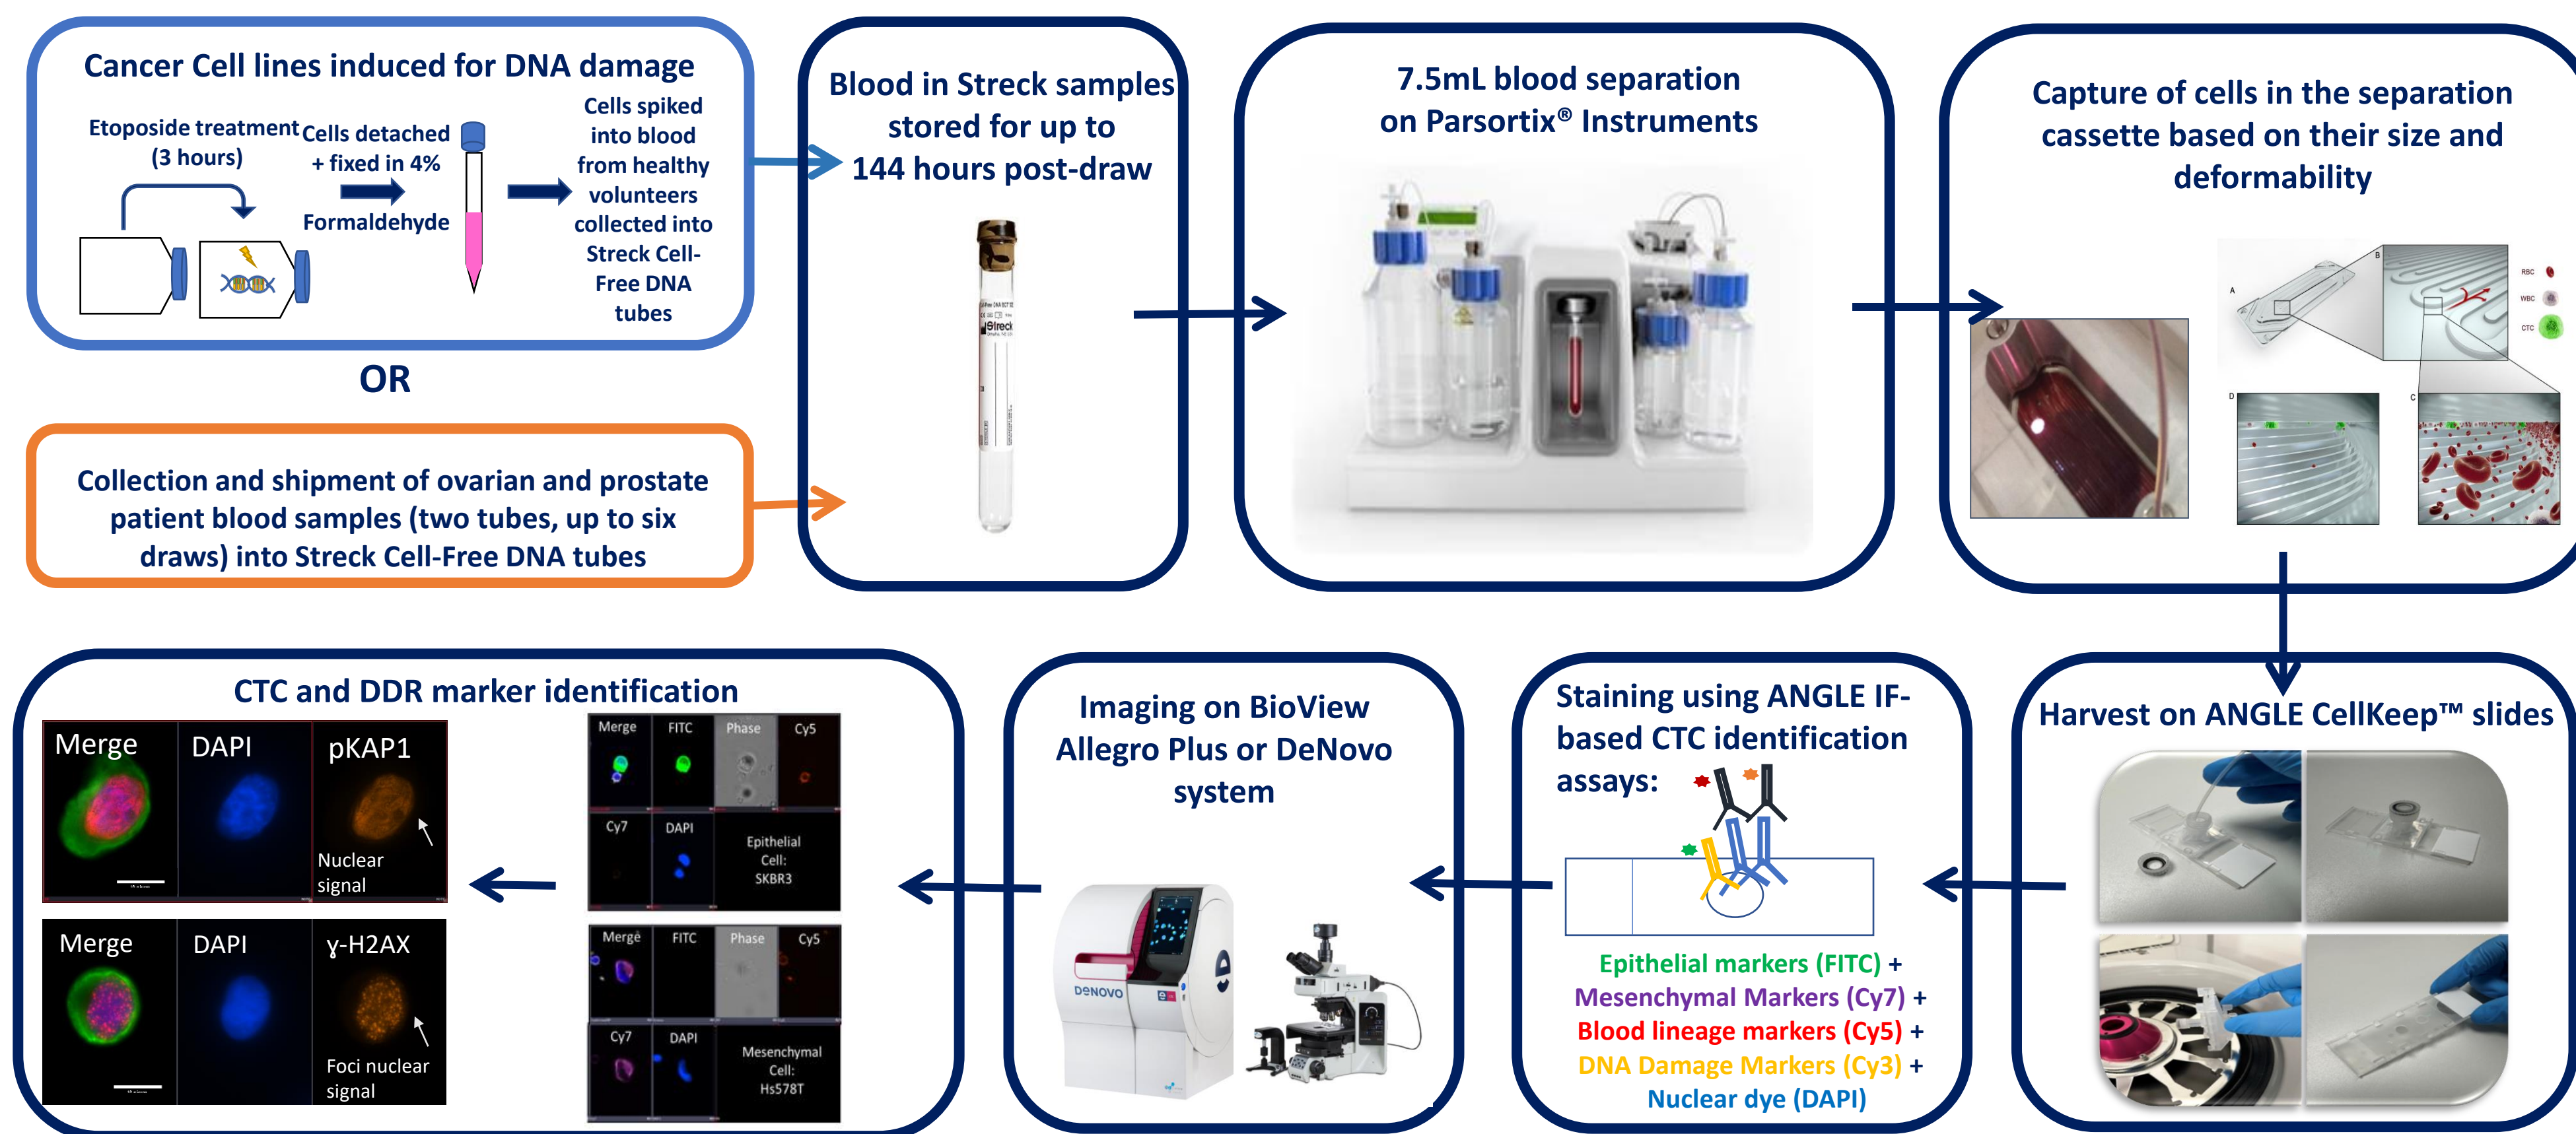 Cancer Cell lines induced for DNA damage
Etoposide treatment
(3 hours)
Cells detached
+ fixed in 4%
Formaldehyde
Cells spiked
into blood
from healthy
volunteers
collected into
Streck Cell-
Free DNA
tubes
OR
Collection and shipment of ovarian and prostate
patient blood samples (two tubes, up to six
draws) into Streck Cell-Free DNA tubes
Blood in Streck samples
stored for up to
144 hours post-draw
Streck
7.5mL blood separation
on Parsortix® Instruments
Capture of cells in the separation
cassette based on their size and
deformability
A
B
RBC
WBC
CTC
D
C
Harvest on ANGLE CellKeep™ slides
Staining using ANGLE IF-
based CTC identification
assays:
Epithelial markers (FITC) +
Mesenchymal Markers (Cy7) +
Blood lineage markers (Cy5) +
DNA Damage Markers (Cy3) +
Nuclear dye (DAPI)
Imaging on BioView
Allegro Plus or DeNovo
system
DENOVO
CTC and DDR marker identification
Merge DAPI pKAP1
Nuclear
signal
Merge DAPI ɣ-H2AX
Foci nuclear
signal
Merge FITC Phase Cy5
Cy7 DAPI
Epithelial
Cell:
SKBR3
Merge FITC Phase Cy5
Cy7 DAPI
Mesenchymal
Cell:
Hs578T